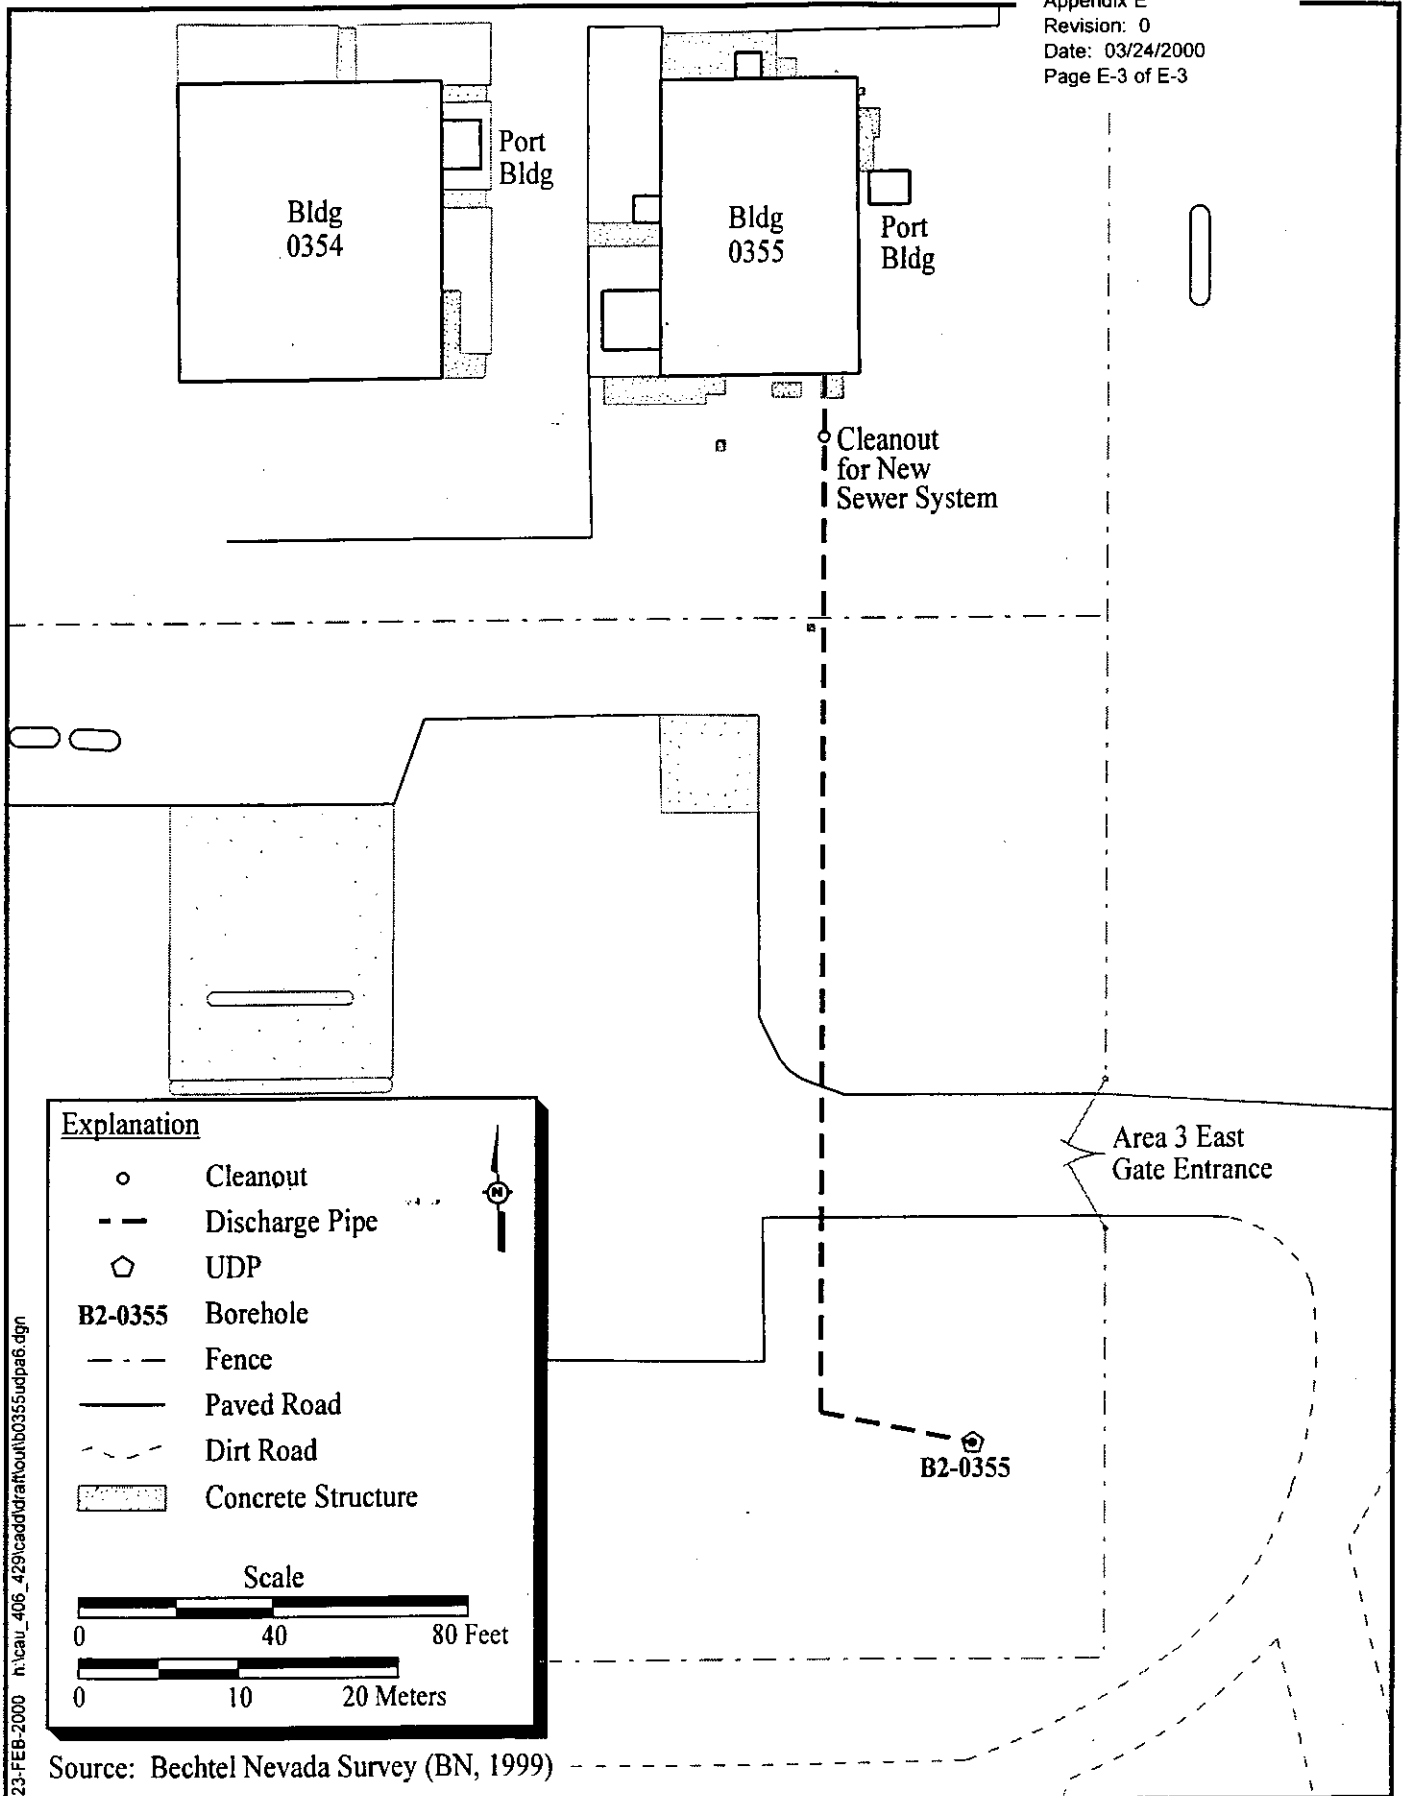 Appendix E
Revision: 0
Date: 03/24/2000
Page E-3 of E-3
Port
Bldg
Bldg
0354
Bldg
0355
Port
Bldg
Cleanout
for New
Sewer System
Area 3 East
Gate Entrance
Explanation
Cleanout
N
Discharge Pipe
UDP
B2-0355 Borehole
Fence
Paved Road
Dirt Road
Concrete Structure
B2-0355
Scale
0 40 80 Feet
0 10 20 Meters
Source: Bechtel Nevada Survey (BN, 1999)
23-FEB-2000 h:\cau_406_429\cadd\draft\out\b0355udpa6.dgn